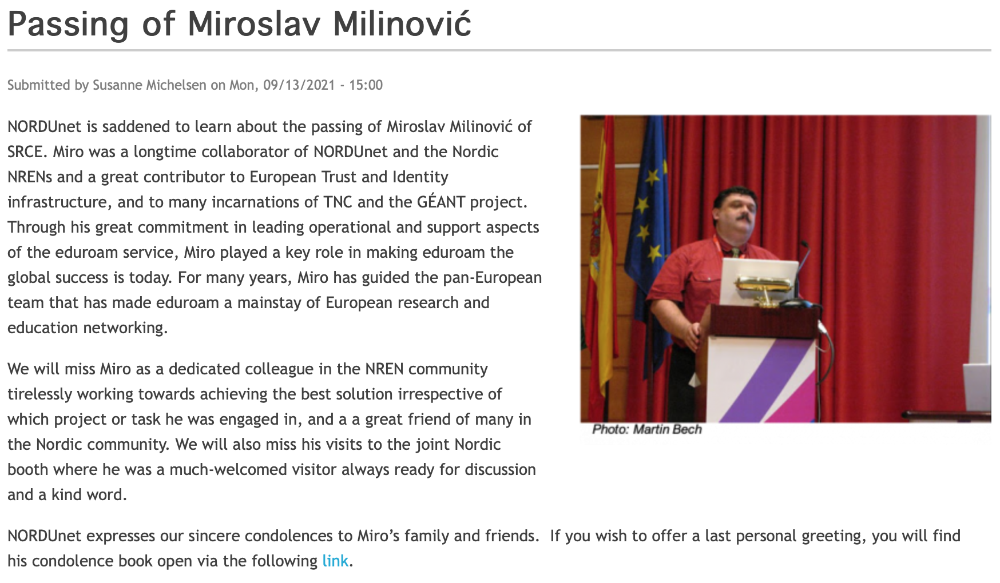 Passing of Miroslav Milinović
Submitted by Susanne Michelsen on Mon, 09/13/2021 - 15:00
NORDUnet is saddened to learn about the passing of Miroslav Milinović of
SRCE. Miro was a longtime collaborator of NORDUnet and the Nordic
NRENs and a great contributor to European Trust and Identity
infrastructure, and to many incarnations of TNC and the GÉANT project.
Through his great commitment in leading operational and support aspects
of the eduroam service, Miro played a key role in making eduroam the
global success is today. For many years, Miro has guided the pan-European
team that has made eduroam a mainstay of European research and
education networking.
We will miss Miro as a dedicated colleague in the NREN community
tirelessly working towards achieving the best solution irrespective of
which project or task he was engaged in, and a a great friend of many in
the Nordic community. We will also miss his visits to the joint Nordic
booth where he was a much-welcomed visitor always ready for discussion
and a kind word.
Photo: Martin Bech
NORDUnet expresses our sincere condolences to Miro’s family and friends.  If you wish to offer a last personal greeting, you will find
his condolence book open via the following link.